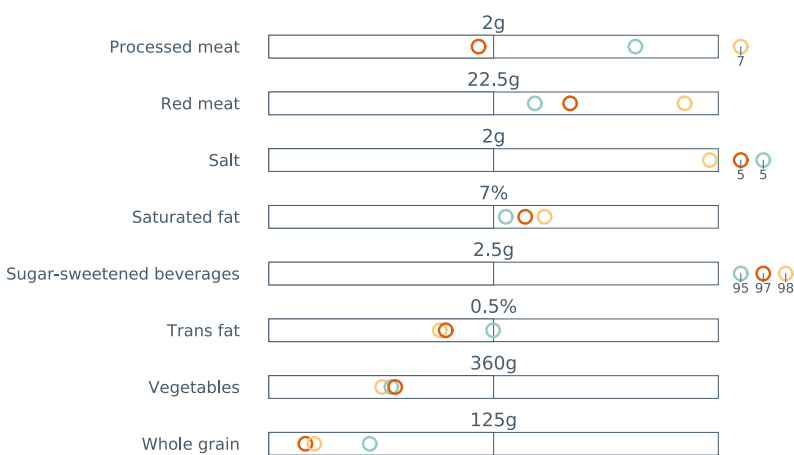 2g
Processed meat
7
22.5g
Red meat
2g
Salt
5 5
7%
Saturated fat
2.5g
Sugar-sweetened beverages
95 97 98
0.5%
Trans fat
360g
Vegetables
125g
Whole grain